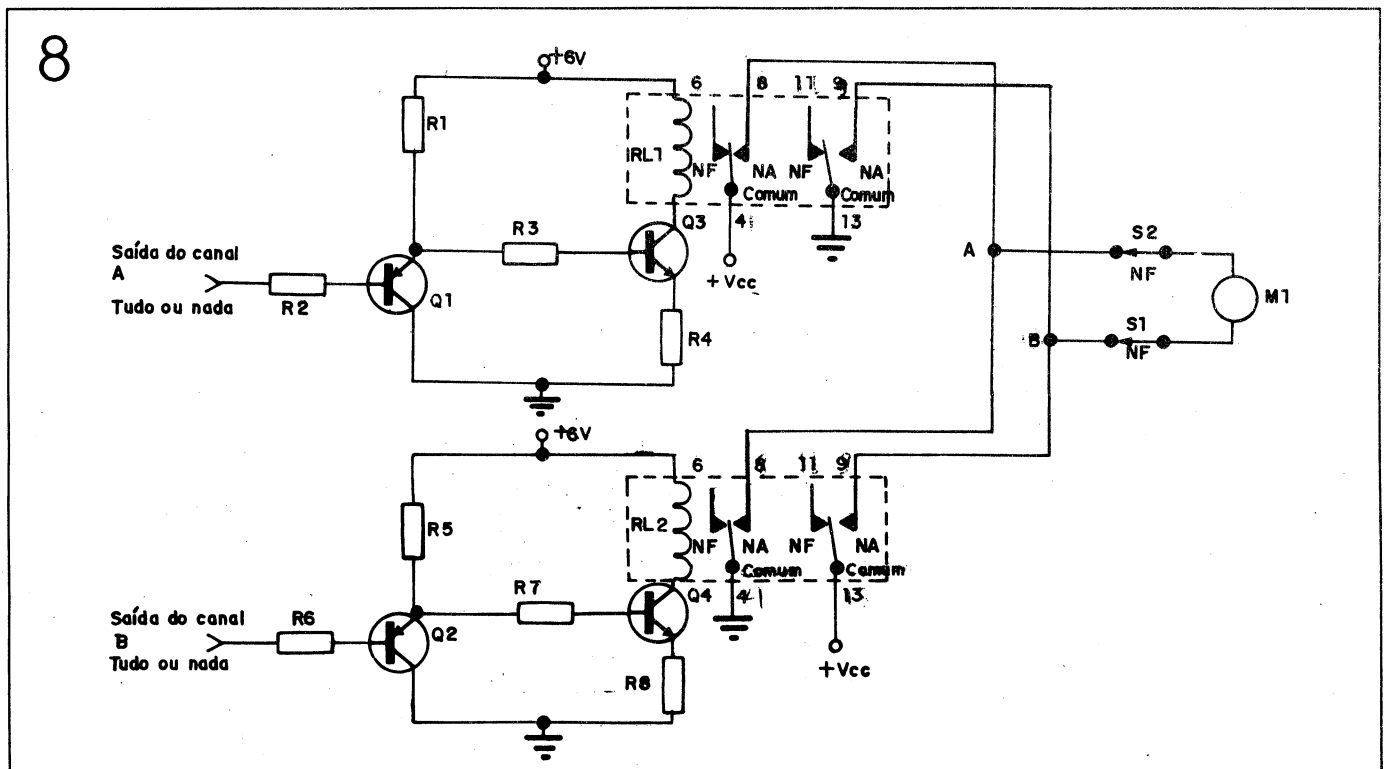 8
+6V
R1
6 8 11 9
RL1
NF NA NF NA
Comum Comum
4 13
+Vcc
Saída do canal
A
Tudo ou nada
R2
Q1
R3
Q3
R4
A
S2
NF
M1
B
S1
NF
+6V
R5
6 8 11 9
RL2
NF NA NF NA
Comum Comum
4 13
+Vcc
Saída do canal
B
Tudo ou nada
R6
Q2
R7
Q4
R8